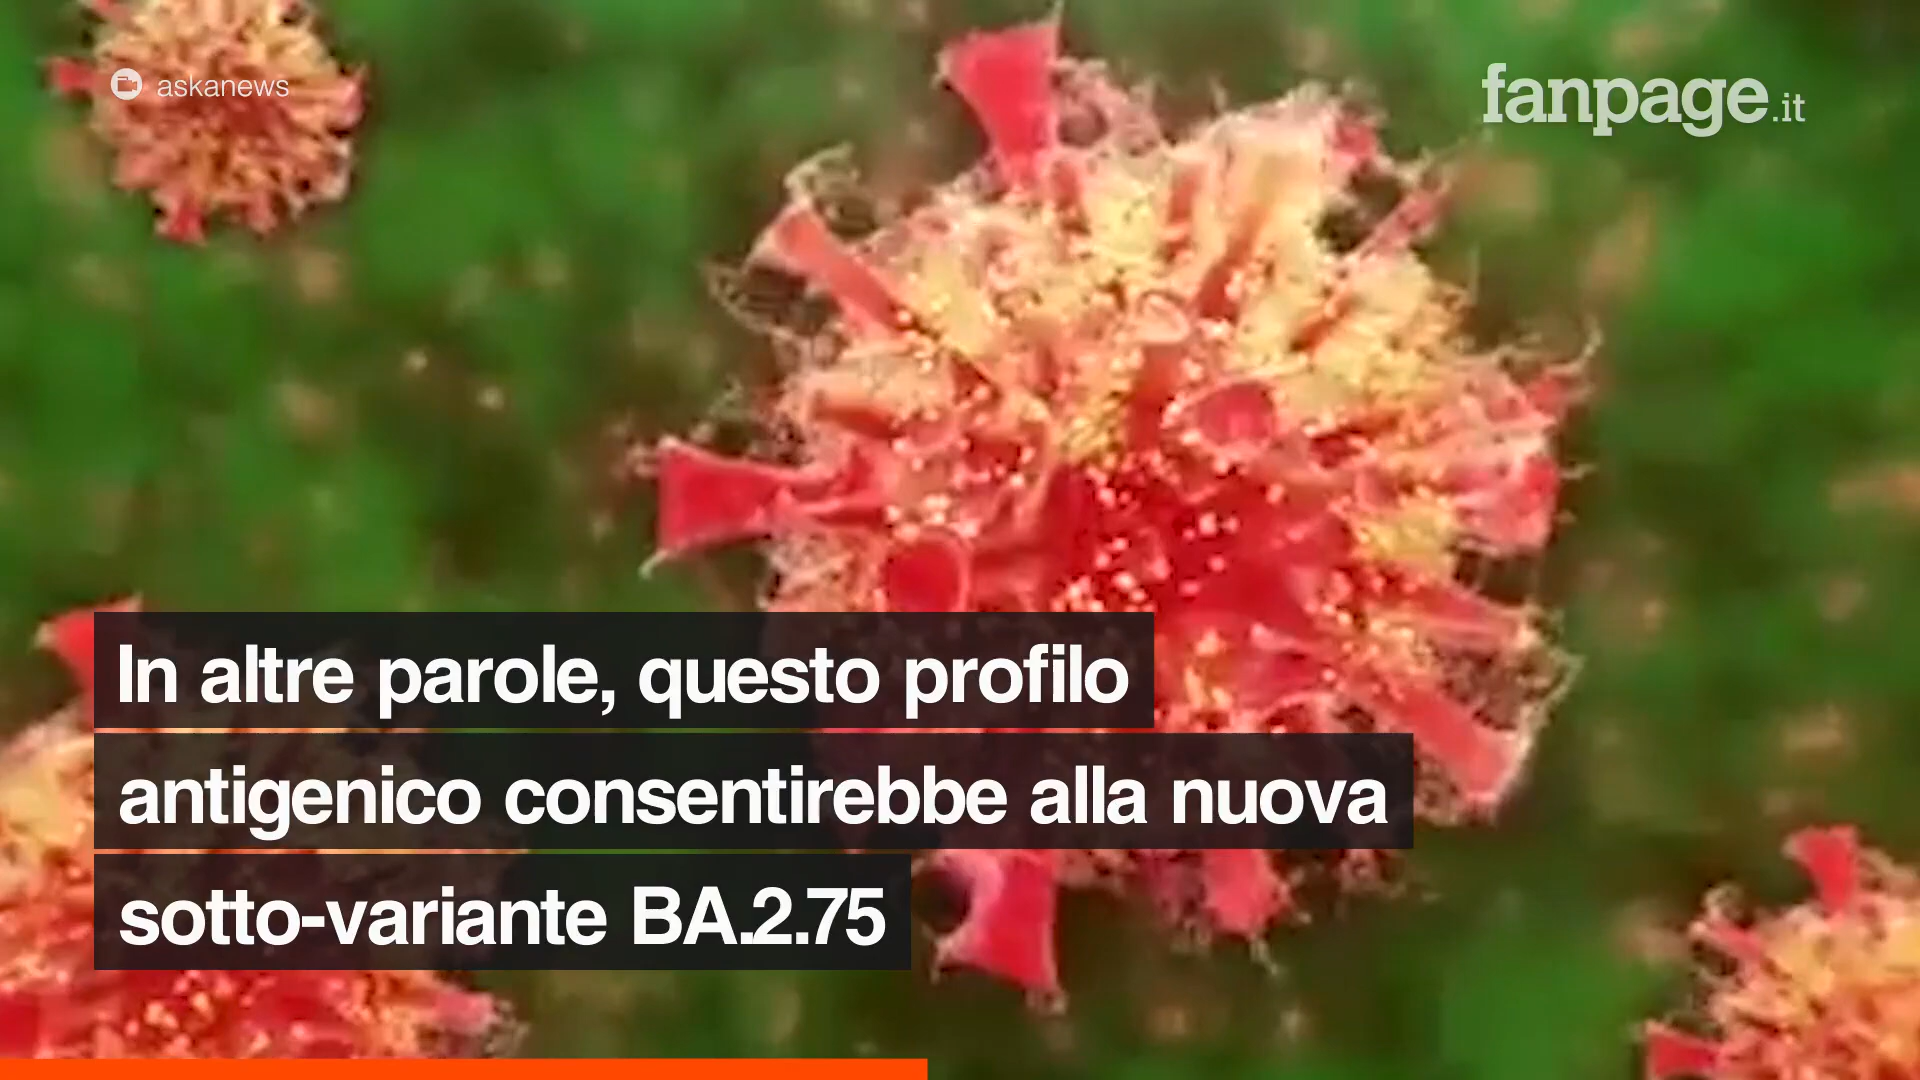 askanews
fanpage.it
In altre parole, questo profilo
antigenico consentirebbe alla nuova
sotto-variante BA.2.75